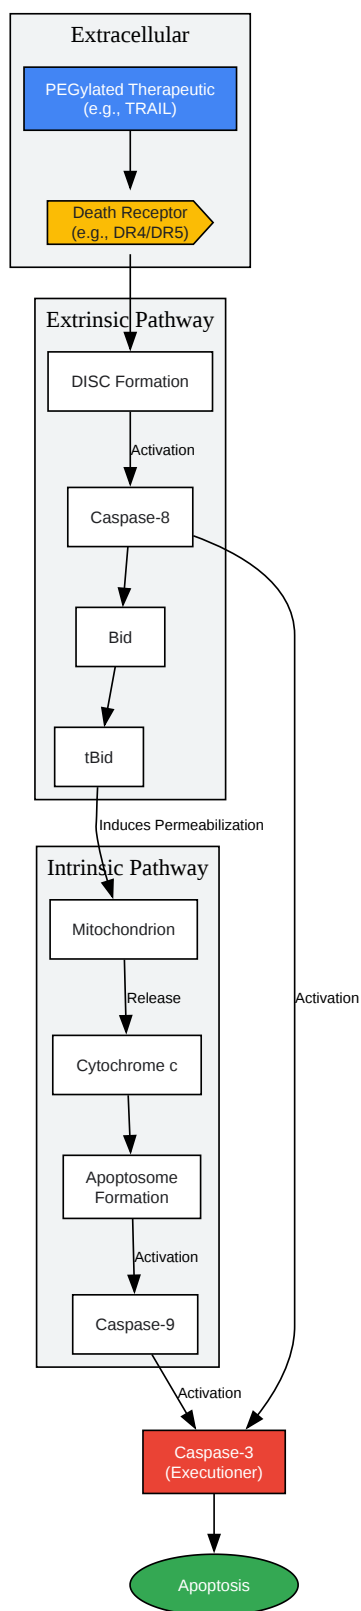 Extracellular
PEGylated Therapeutic
(e.g., TRAIL)
Death Receptor
(e.g., DR4/DR5)
Extrinsic Pathway
DISC Formation
Activation
Caspase-8
Bid
tBid
Induces Permeabilization
Intrinsic Pathway
Mitochondrion
Release
Activation
Cytochrome c
Apoptosome
Formation
Activation
Caspase-9
Activation
Caspase-3
(Executioner)
Apoptosis